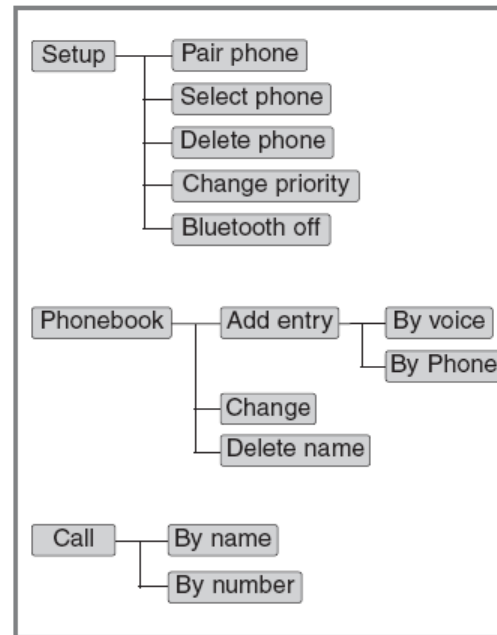 Setup
Pair phone
Select phone
Delete phone
Change priority
Bluetooth off
Phonebook
Add entry
By voice
By Phone
Change
Delete name
Call
By name
By number